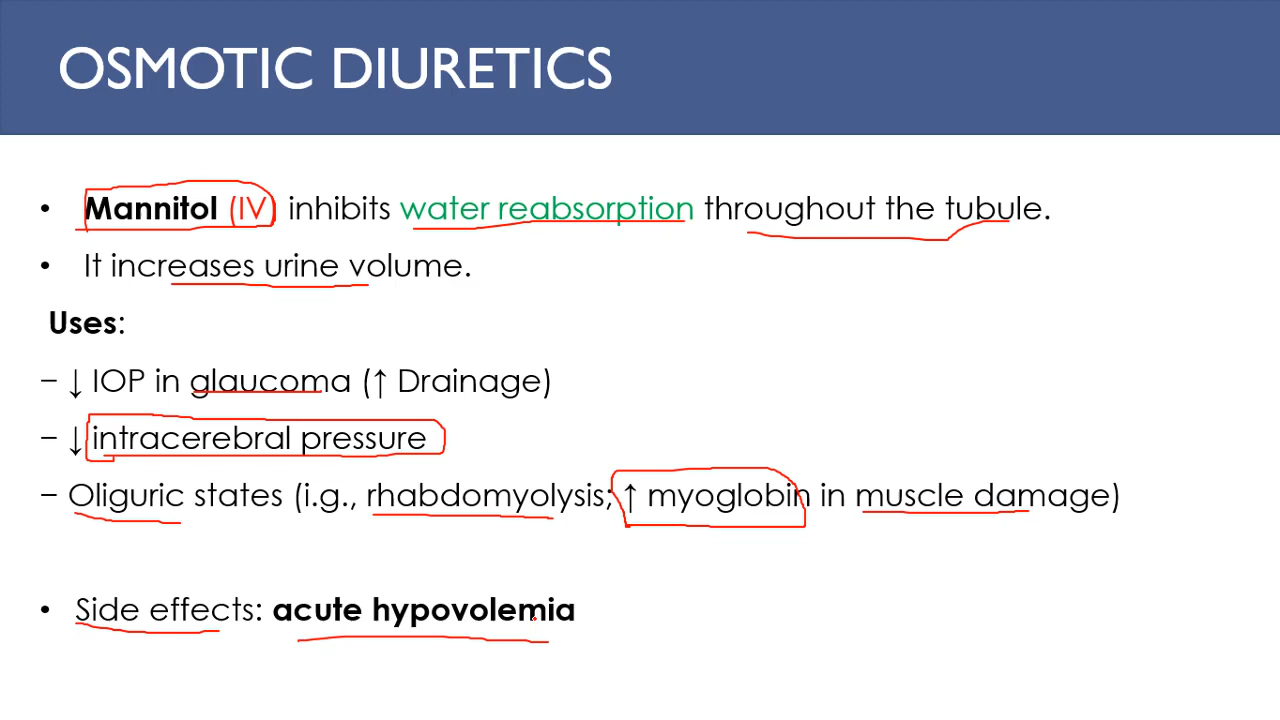 OSMOTIC DIURETICS
• Mannitol (IV) inhibits water reabsorption throughout the tubule.
• It increases urine volume.
Uses:
− ↓ IOP in glaucoma (↑ Drainage)
− ↓ intracerebral pressure
− Oliguric states (i.g., rhabdomyolysis; ↑ myoglobin in muscle damage)
• Side effects: acute hypovolemia